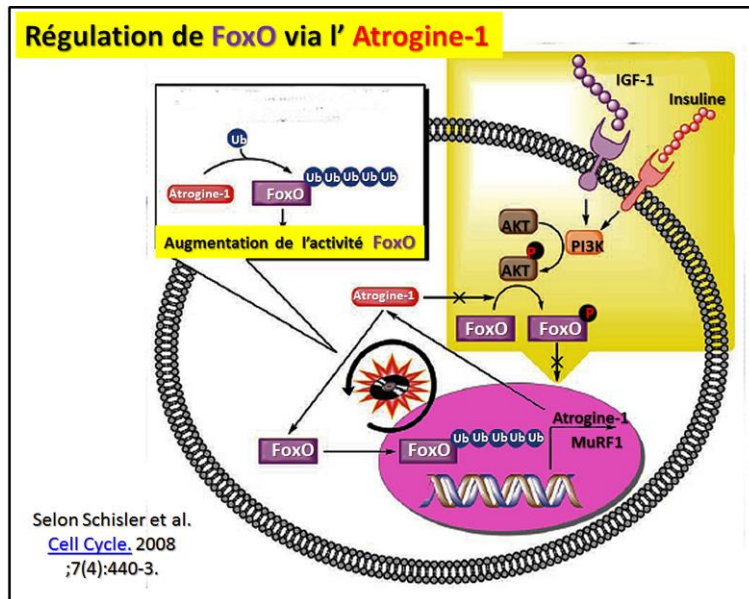 Régulation de FoxO via l' Atrogine-1
IGF-1
Insuline
Ub
Atrogine-1
FoxO
Ub Ub Ub Ub Ub
Augmentation de l'activité FoxO
AKT
P
AKT
PI3K
Atrogine-1
FoxO
FoxO
P
Atrogine-1
MuRF1
FoxO
FoxO
Ub Ub Ub Ub Ub
Selon Schisler et al.
Cell Cycle. 2008
;7(4):440-3.